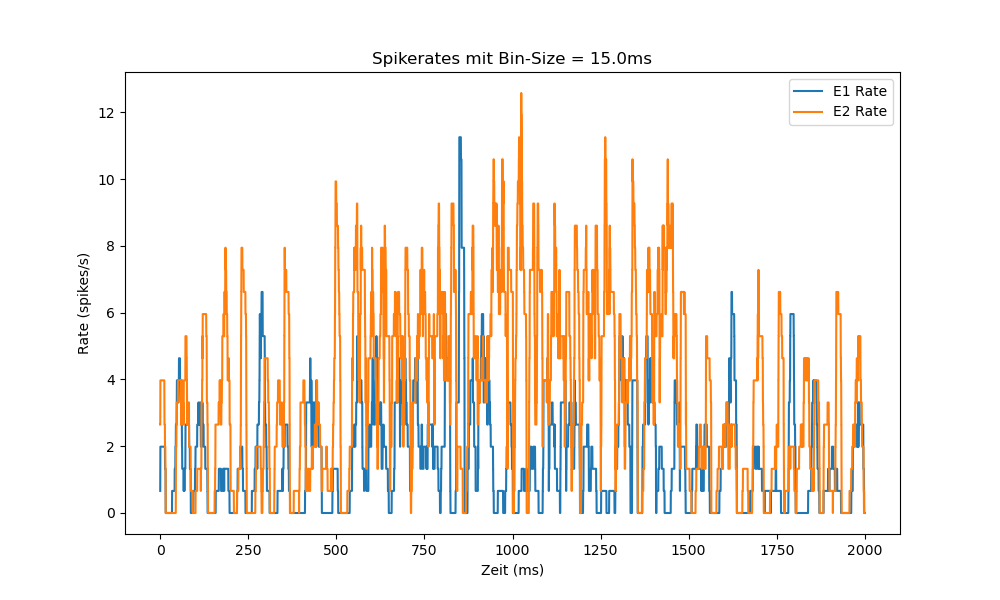 Spikerates mit Bin-Size = 15.0ms
E1 Rate
E2 Rate
Rate (spikes/s)
12
10
8
6
4
2
0
0 250 500 750 1000 1250 1500 1750 2000
Zeit (ms)